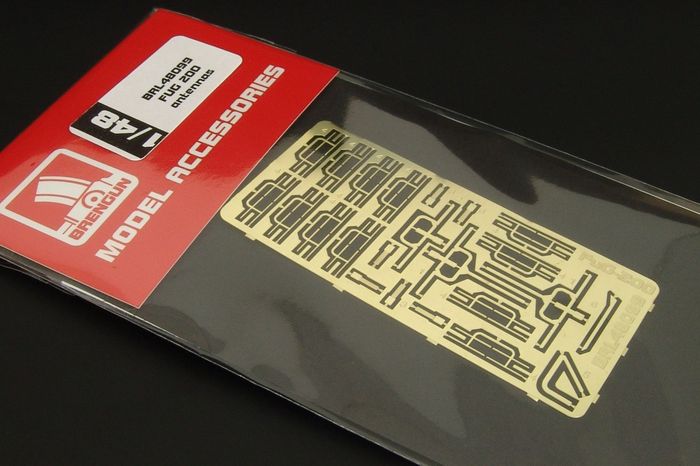 BRL48099
FUG 200
antennas
1/48
BRENGUN
MODEL ACCESSORIES
FUG-200
BRL48099